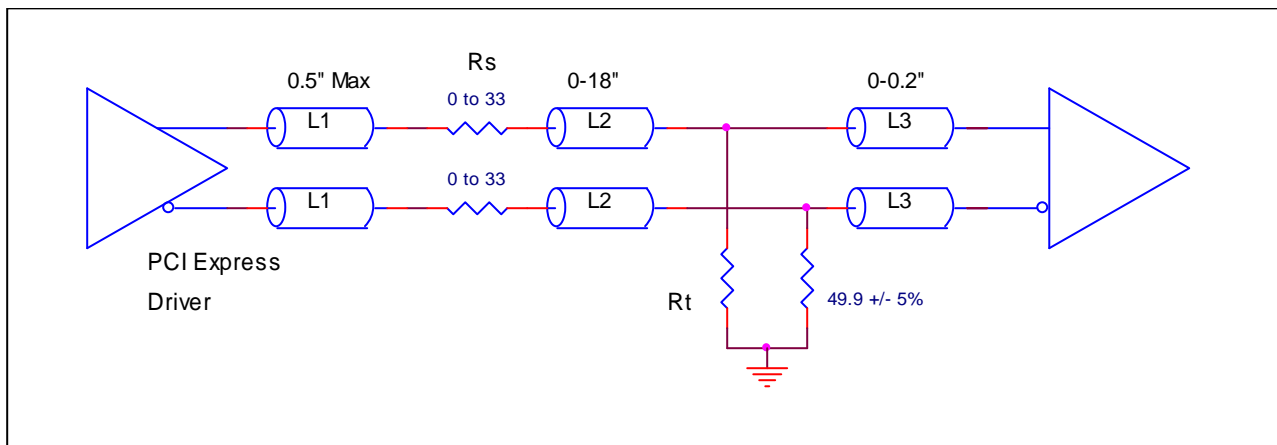 Rs
0.5" Max
0-18"
0-0.2"
0 to 33
L1
L2
L3
0 to 33
L1
L2
L3
PCI Express
Driver
Rt
49.9 +/- 5%